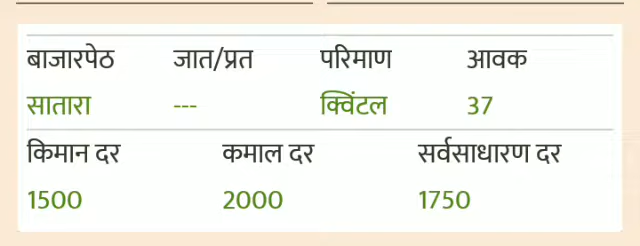 बाजारपेठ जात/प्रत परिमाण आवक
सातारा --- क्विंटल 37
किमान दर कमाल दर सर्वसाधारण दर
1500 2000 1750